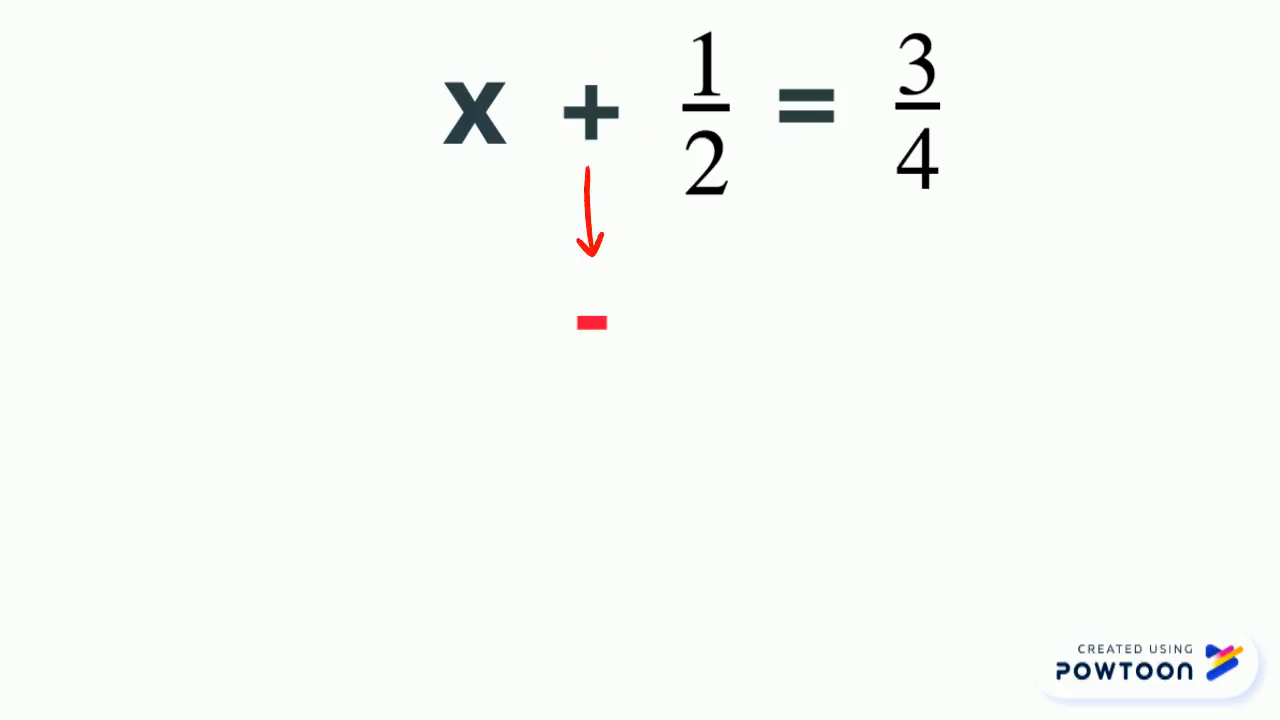 x + 1/2 = 3/4
-
CREATED USING
POWTOON